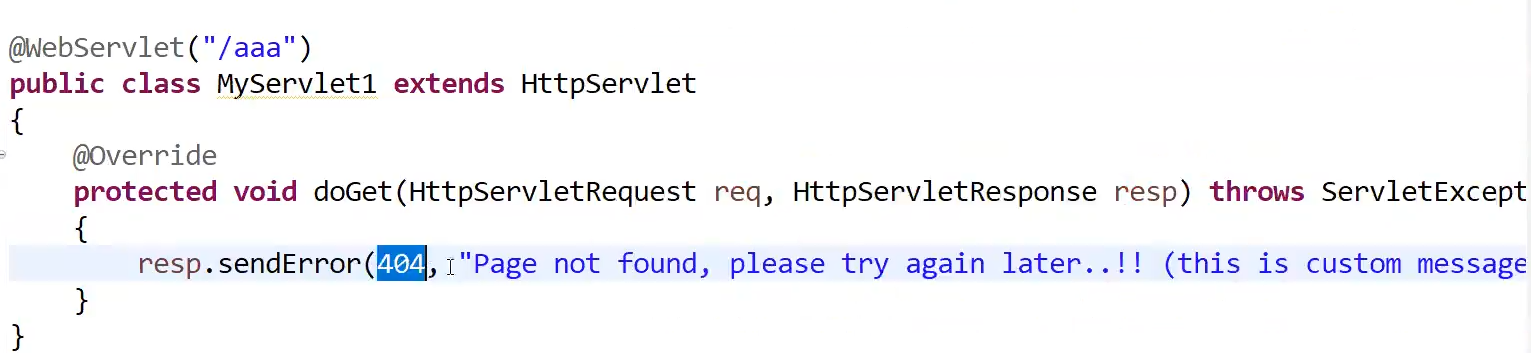 @WebServlet("/aaa")
public class MyServlet1 extends HttpServlet
{
@Override
protected void doGet(HttpServletRequest req, HttpServletResponse resp) throws ServletExcept
{
resp.sendError(404, "Page not found, please try again later..!! (this is custom message
}
}